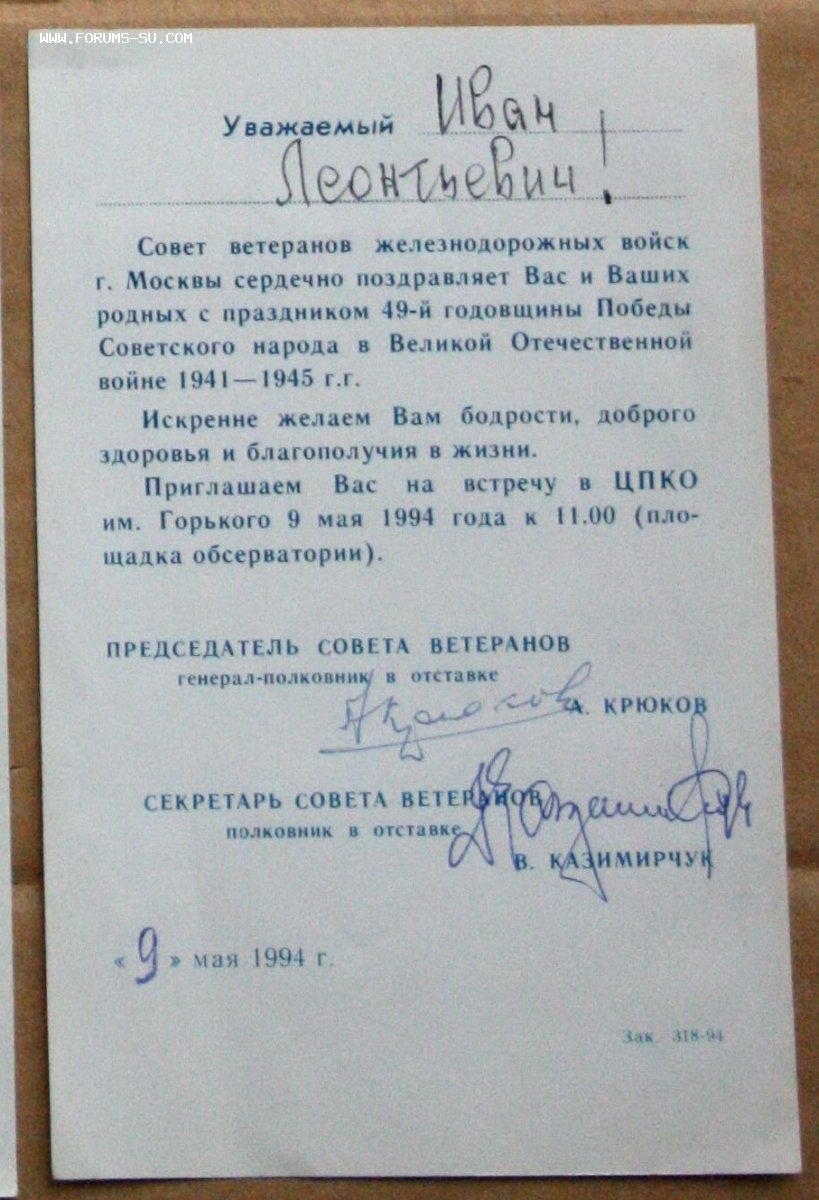 WWW.FORUMS-SU.COM
Уважаемый Иван
Леонтьевич!
Совет ветеранов железнодорожных войск
г. Москвы сердечно поздравляет Вас и Ваших
родных с праздником 49-й годовщины Победы
Советского народа в Великой Отечественной
войне 1941—1945 г.г.
Искренне желаем Вам бодрости, доброго
здоровья и благополучия в жизни.
Приглашаем Вас на встречу в ЦПКО
им. Горького 9 мая 1994 года к 11.00 (пло-
щадка обсерватории).
ПРЕДСЕДАТЕЛЬ СОВЕТА ВЕТЕРАНОВ
генерал-полковник в отставке
А Крюков
А. КРЮКОВ
СЕКРЕТАРЬ СОВЕТА ВЕТЕРАНОВ
полковник в отставке
В. КАЗИМИРЧУК
«9» мая 1994 г.
Зак. 318-94